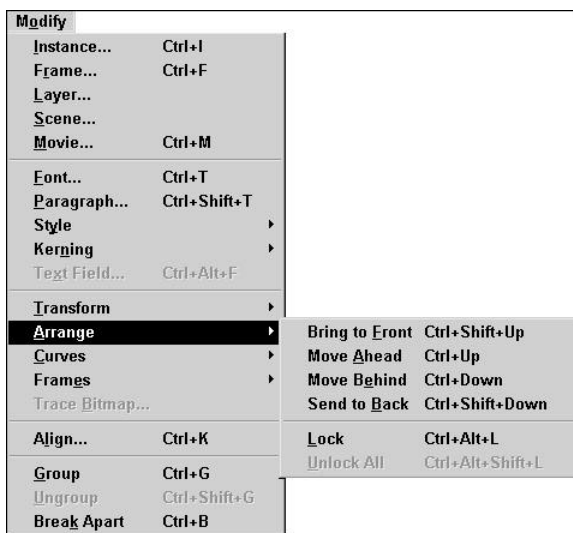 Modify
Instance... Ctrl+I
Frame... Ctrl+F
Layer...
Scene...
Movie... Ctrl+M
Font... Ctrl+T
Paragraph... Ctrl+Shift+T
Style
Kerning
Text Field... Ctrl+Alt+F
Transform
Arrange
Curves
Frames
Trace Bitmap...
Align... Ctrl+K
Group Ctrl+G
Ungroup Ctrl+Shift+G
Break Apart Ctrl+B
Bring to Front Ctrl+Shift+Up
Move Ahead Ctrl+Up
Move Behind Ctrl+Down
Send to Back Ctrl+Shift+Down
Lock Ctrl+Alt+L
Unlock All Ctrl+Alt+Shift+L